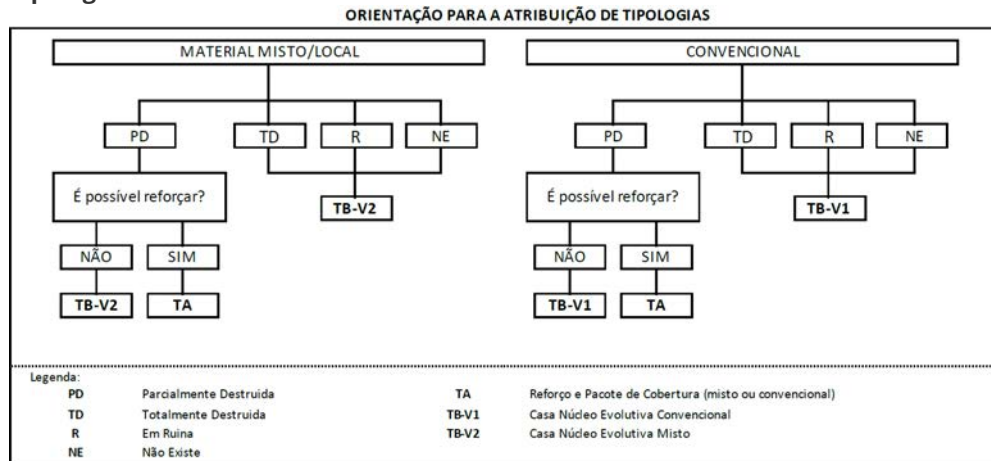 ORIENTAÇÃO PARA A ATRIBUIÇÃO DE TIPOLOGIAS
MATERIAL MISTO/LOCAL
PD TD R NE
É possível reforçar?
TB-V2
NÃO SIM
TB-V2 TA
CONVENCIONAL
PD TD R NE
É possível reforçar?
TB-V1
NÃO SIM
TB-V1 TA
Legenda:
PD Parcialmente Destruida
TD Totalmente Destruida
R Em Ruina
NE Não Existe
TA Reforço e Pacote de Cobertura (misto ou convencional)
TB-V1 Casa Núcleo Evolutiva Convencional
TB-V2 Casa Núcleo Evolutiva Misto